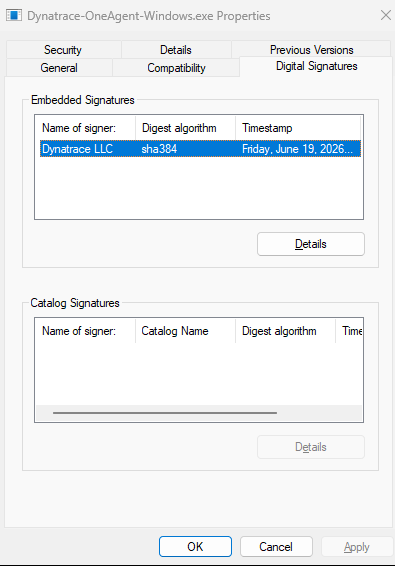 Dynatrace-OneAgent-Windows.exe Properties
Security Details Previous Versions
General Compatibility Digital Signatures
Embedded Signatures
Name of signer: Digest algorithm Timestamp
Dynatrace LLC sha384 Friday, June 19, 2026...
Details
Catalog Signatures
Name of signer: Catalog Name Digest algorithm Time
Details
OK Cancel Apply